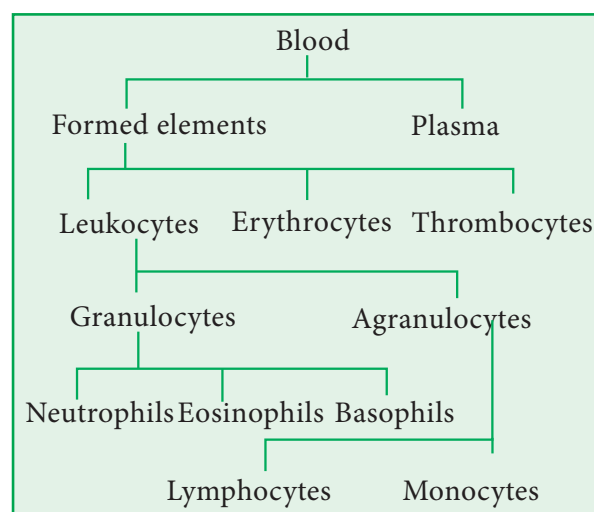 Blood
Formed elements Plasma
Leukocytes Erythrocytes Thrombocytes
Granulocytes Agranulocytes
Neutrophils Eosinophils Basophils
Lymphocytes Monocytes